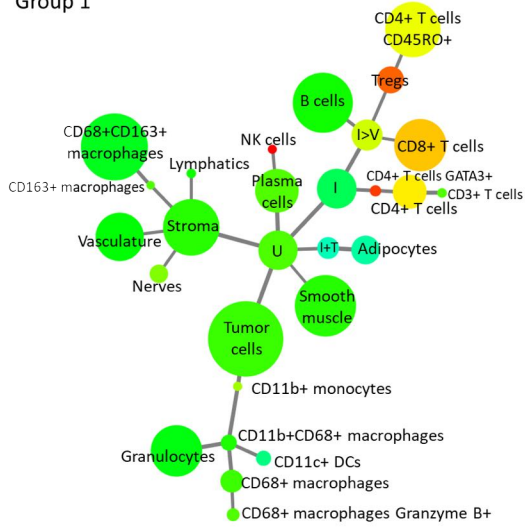 Group 1
CD4+ T cells
CD45RO+
Tregs
B cells
I>V
CD8+ T cells
CD68+CD163+
macrophages
NK cells
Lymphatics
CD163+ macrophages
Plasma
cells
I
CD4+ T cells GATA3+
CD3+ T cells
CD4+ T cells
Stroma
Vasculature
U
I+T
Adipocytes
Nerves
Smooth
muscle
Tumor
cells
CD11b+ monocytes
CD11b+CD68+ macrophages
Granulocytes
CD11c+ DCs
CD68+ macrophages
CD68+ macrophages Granzyme B+